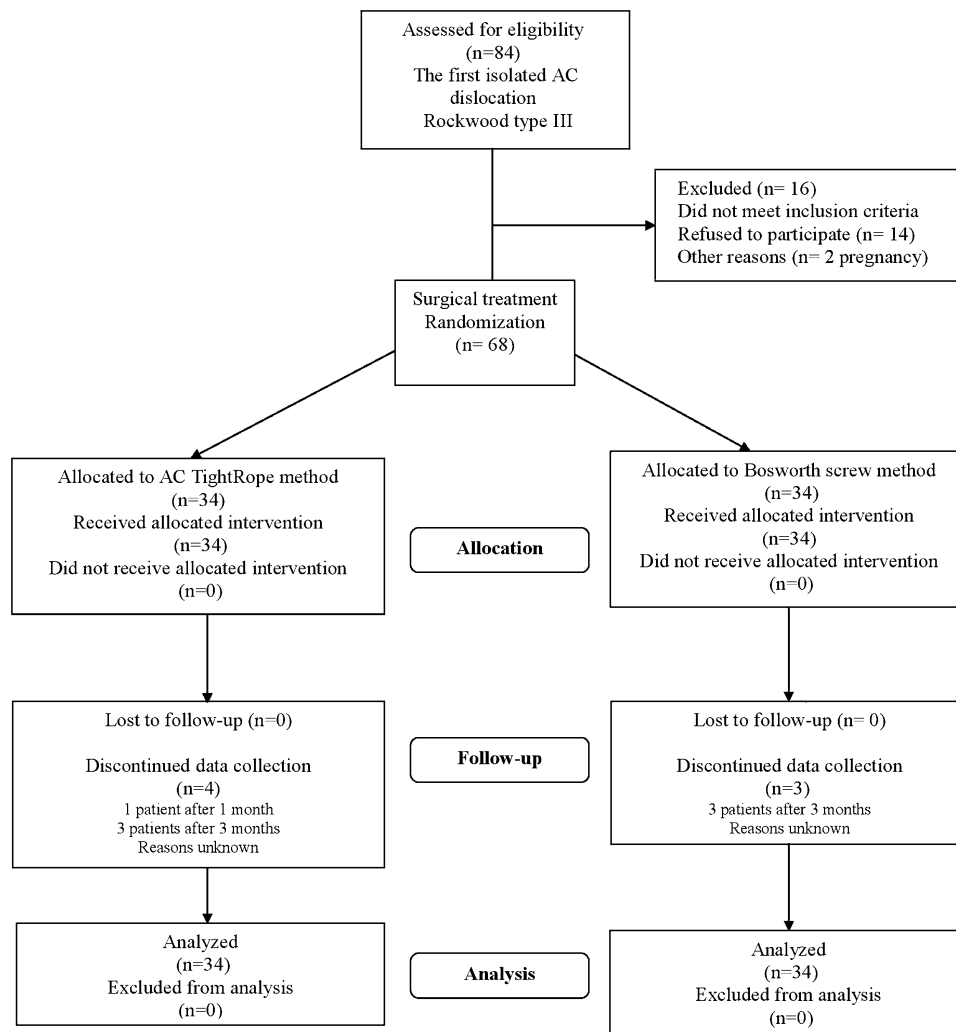 Assessed for eligibility
(n=84)
The first isolated AC
dislocation
Rockwood type III
Excluded (n= 16)
Did not meet inclusion criteria
Refused to participate (n= 14)
Other reasons (n= 2 pregnancy)
Surgical treatment
Randomization
(n= 68)
Allocated to AC TightRope method
(n=34)
Received allocated intervention
(n=34)
Did not receive allocated intervention
(n=0)
Allocation
Allocated to Bosworth screw method
(n=34)
Received allocated intervention
(n=34)
Did not receive allocated intervention
(n=0)
Lost to follow-up (n=0)
Discontinued data collection
(n=4)
1 patient after 1 month
3 patients after 3 months
Reasons unknown
Follow-up
Lost to follow-up (n= 0)
Discontinued data collection
(n=3)
3 patients after 3 months
Reasons unknown
Analyzed
(n=34)
Excluded from analysis
(n=0)
Analysis
Analyzed
(n=34)
Excluded from analysis
(n=0)